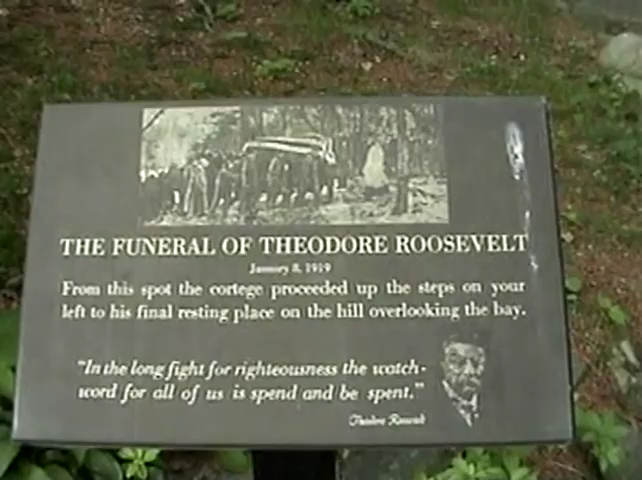 THE FUNERAL OF THEODORE ROOSEVELT
January 8, 1919
From this spot the cortege proceeded up the steps on your
left to his final resting place on the hill overlooking the bay.
"In the long fight for righteousness the watch-
word for all of us is spend and be spent."
Theodore Roosevelt